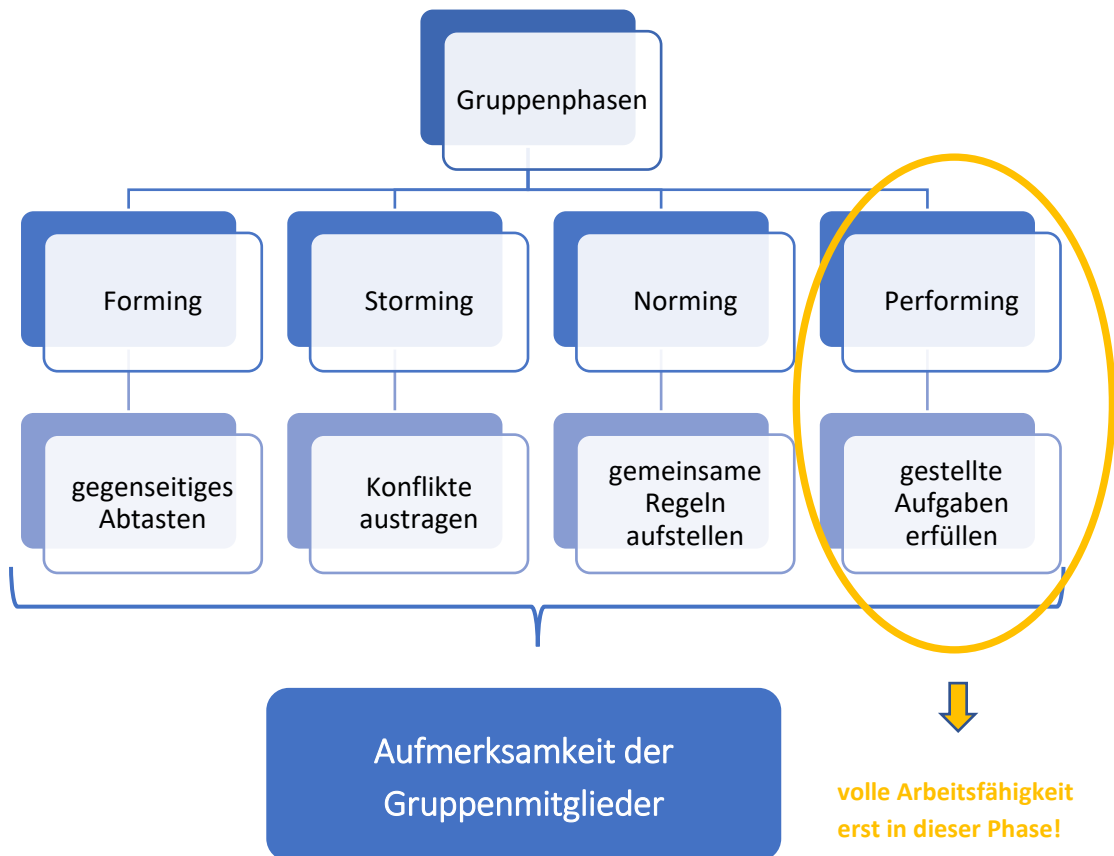 Gruppenphasen
Forming
Storming
Norming
Performing
gegenseitiges
Abtasten
Konflikte
austragen
gemeinsame
Regeln
aufstellen
gestellte
Aufgaben
erfüllen
Aufmerksamkeit der
Gruppenmitglieder
volle Arbeitsfähigkeit
erst in dieser Phase!